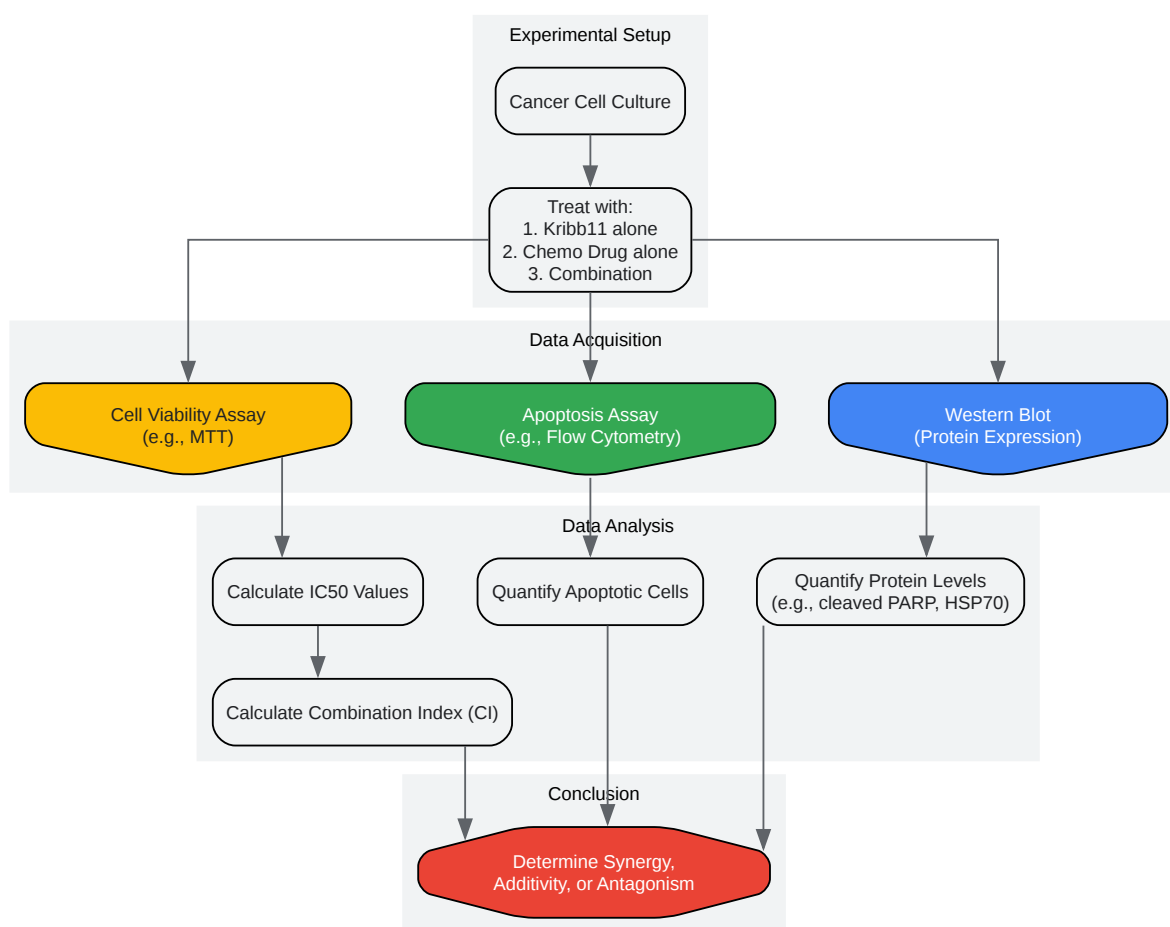 Experimental Setup
Cancer Cell Culture
Treat with:
1. Kribb11 alone
2. Chemo Drug alone
3. Combination
Data Acquisition
Cell Viability Assay
(e.g., MTT)
Apoptosis Assay
(e.g., Flow Cytometry)
Western Blot
(Protein Expression)
Data Analysis
Calculate IC50 Values
Quantify Apoptotic Cells
Quantify Protein Levels
(e.g., cleaved PARP, HSP70)
Calculate Combination Index (CI)
Conclusion
Determine Synergy,
Additivity, or Antagonism